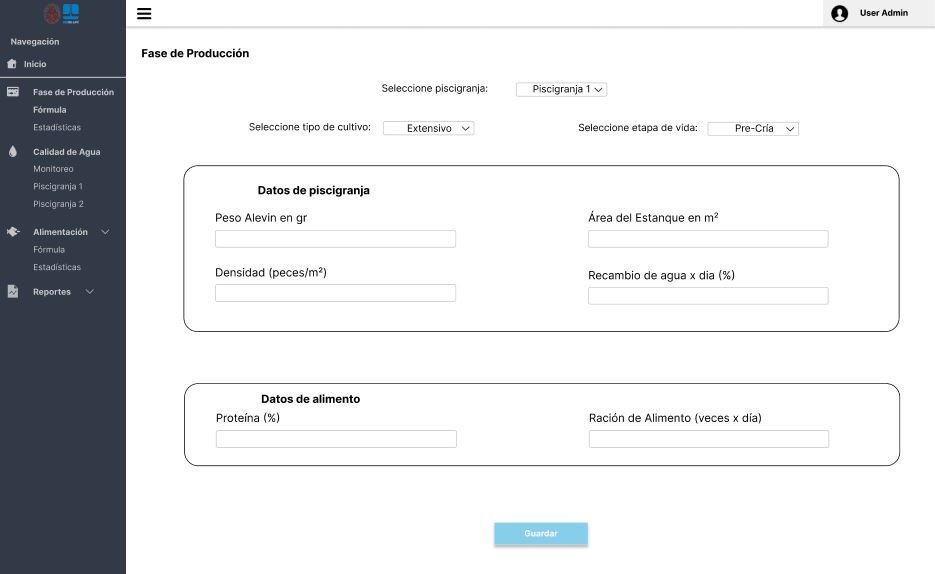 User Admin
Navegación
Inicio
Fase de Producción
Fórmula
Estadísticas
Calidad de Agua
Monitoreo
Piscigranja 1
Piscigranja 2
Alimentación
Fórmula
Estadísticas
Reportes
Fase de Producción
Seleccione piscigranja: Piscigranja 1
Seleccione tipo de cultivo: Extensivo
Seleccione etapa de vida: Pre-Cría
Datos de piscigranja
Peso Alevin en gr
Área del Estanque en m²
Densidad (peces/m²)
Recambio de agua x dia (%)
Datos de alimento
Proteína (%)
Ración de Alimento (veces x día)
Guardar